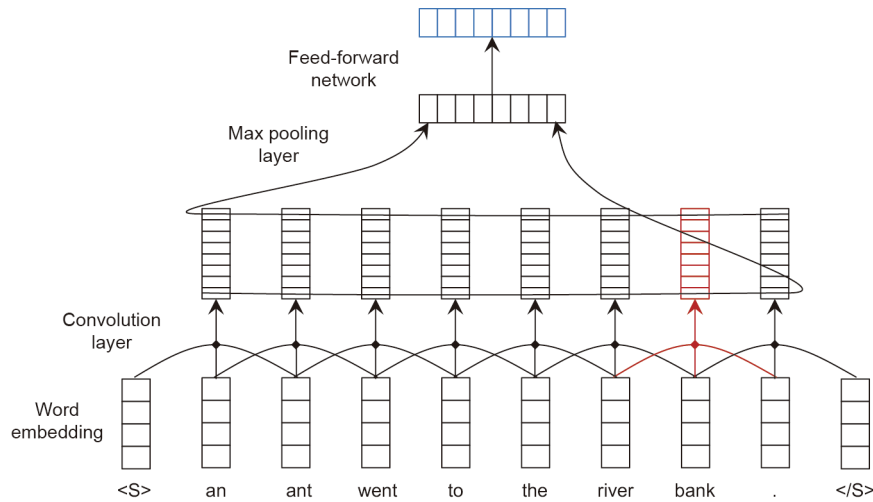 Feed-forward
network
Max pooling
layer
Convolution
layer
Word
embedding
<S> an ant went to the river bank . </S>